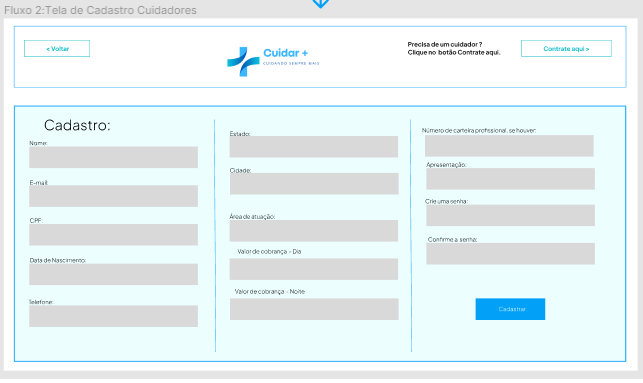 Fluxo 2:Tela de Cadastro Cuidadores
< Voltar
Cuidar +
CUIDANDO SEMPRE MAIS
Precisa de um cuidador ?
Clique no botão Contrate aqui.
Contrate aqui >
Cadastro:
Nome:
E-mail:
CPF:
Data de Nascimento:
Telefone:
Estado:
Cidade:
Área de atuação:
Valor de cobrança - Dia
Valor de cobrança - Noite
Número de carteira profissional, se houver:
Apresentação:
Crie uma senha:
Confirme a senha:
Cadastrar